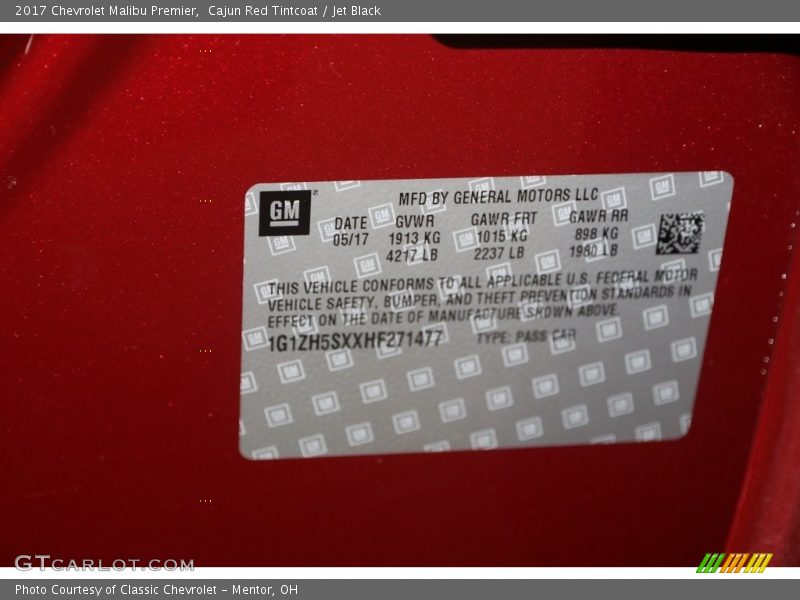 2017 Chevrolet Malibu Premier,  Cajun Red Tintcoat / Jet Black
GM
MFD BY GENERAL MOTORS LLC
DATE GVWR GAWR FRT GAWR RR
05/17 1913 KG 1015 KG 898 KG
4217 LB 2237 LB 1980 LB
THIS VEHICLE CONFORMS TO ALL APPLICABLE U.S. FEDERAL MOTOR
VEHICLE SAFETY, BUMPER, AND THEFT PREVENTION STANDARDS IN
EFFECT ON THE DATE OF MANUFACTURE SHOWN ABOVE.
1G1ZH5SXXHF271477 TYPE: PASS CAR
GTCARLOT.COM
Photo Courtesy of Classic Chevrolet - Mentor, OH